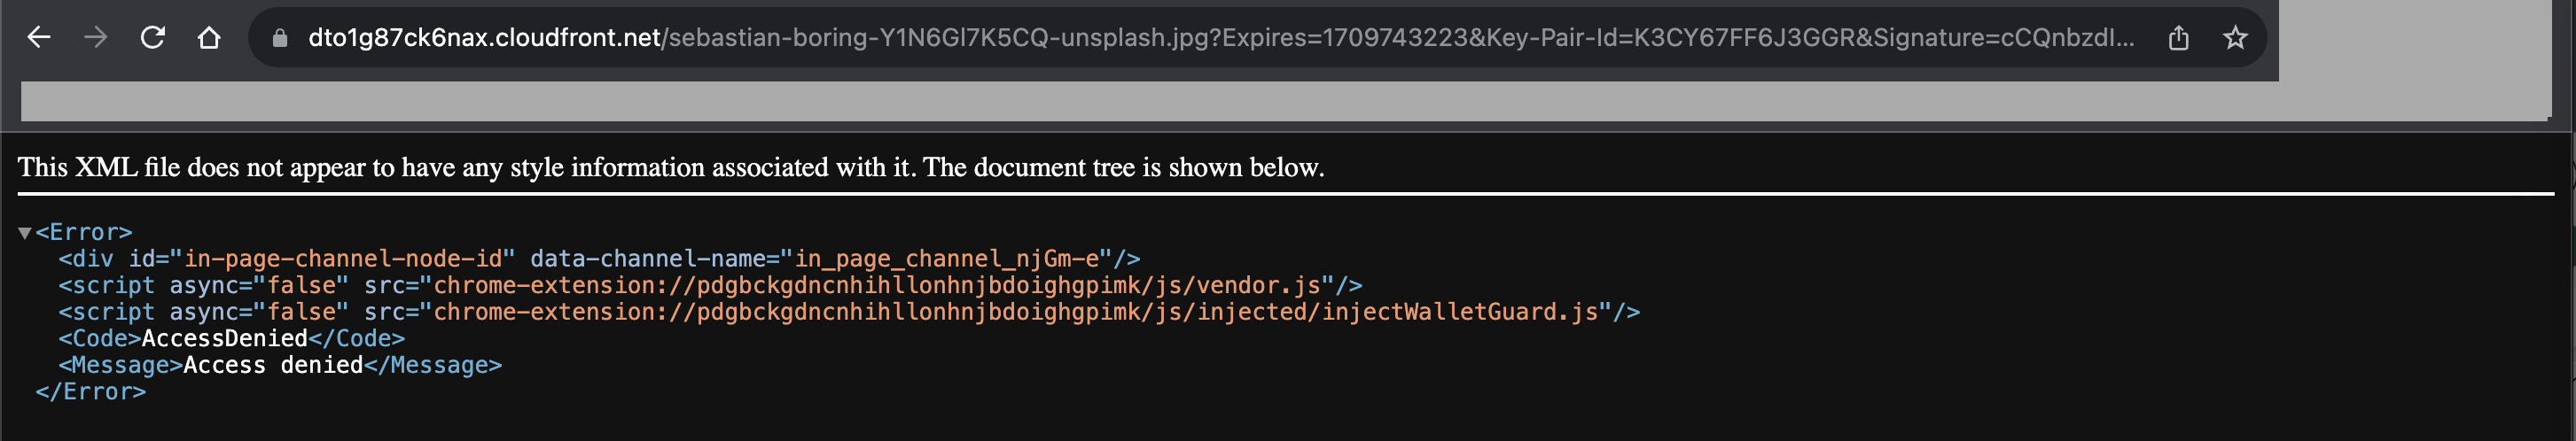 dto1g87ck6nax.cloudfront.net/sebastian-boring-Y1N6Gl7K5CQ-unsplash.jpg?Expires=1709743223&Key-Pair-Id=K3CY67FF6J3GGR&Signature=cCQnbzdI...
This XML file does not appear to have any style information associated with it. The document tree is shown below.
▼<Error>
<div id="in-page-channel-node-id" data-channel-name="in_page_channel_njGm-e"/>
<script async="false" src="chrome-extension://pdgbckgdncnhihllonhnjbdoighgpimk/js/vendor.js"/>
<script async="false" src="chrome-extension://pdgbckgdncnhihllonhnjbdoighgpimk/js/injected/injectWalletGuard.js"/>
<Code>AccessDenied</Code>
<Message>Access denied</Message>
</Error>